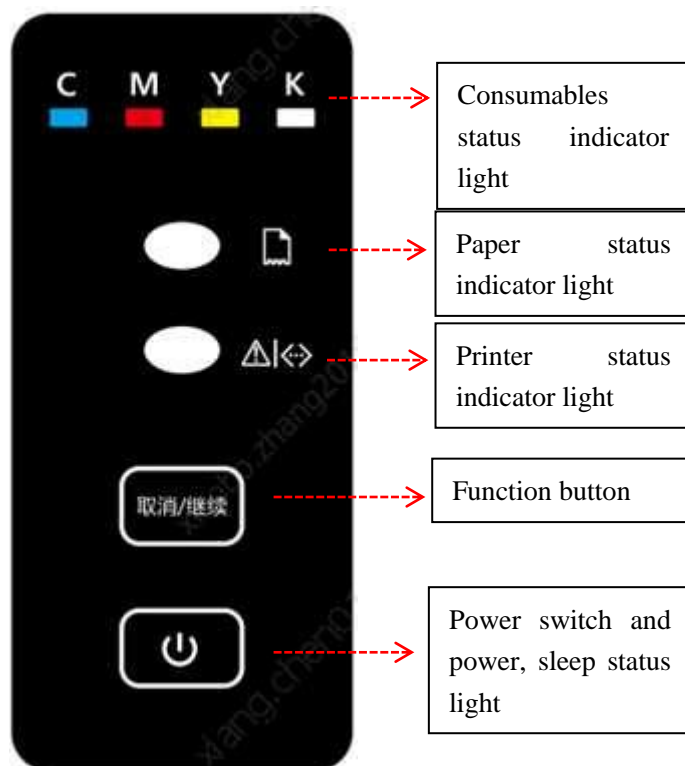 C M Y K
Consumables
status indicator
light
Paper status
indicator light
Printer status
indicator light
取消/继续
Function button
Power switch and
power, sleep status
light